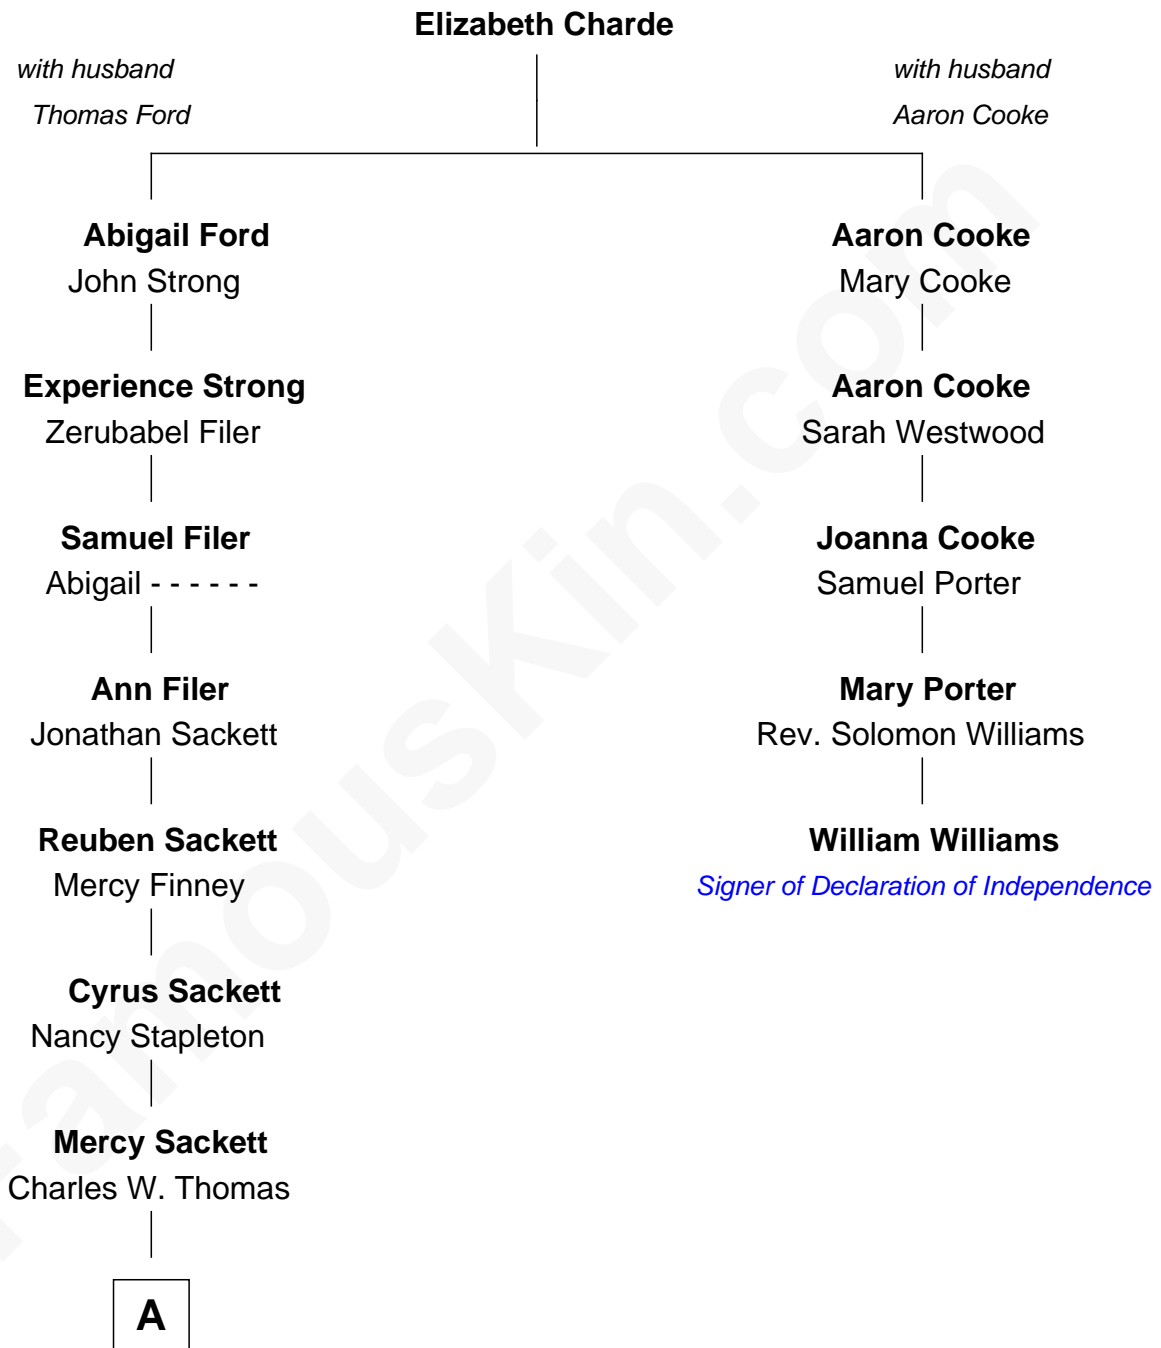 Elizabeth Charde
with husband
Thomas Ford
with husband
Aaron Cooke
Abigail Ford
John Strong
Experience Strong
Zerubabel Filer
Samuel Filer
Abigail - - - - - -
Ann Filer
Jonathan Sackett
Reuben Sackett
Mercy Finney
Cyrus Sackett
Nancy Stapleton
Mercy Sackett
Charles W. Thomas
A
Aaron Cooke
Mary Cooke
Aaron Cooke
Sarah Westwood
Joanna Cooke
Samuel Porter
Mary Porter
Rev. Solomon Williams
William Williams
Signer of Declaration of Independence
FamousKin.com